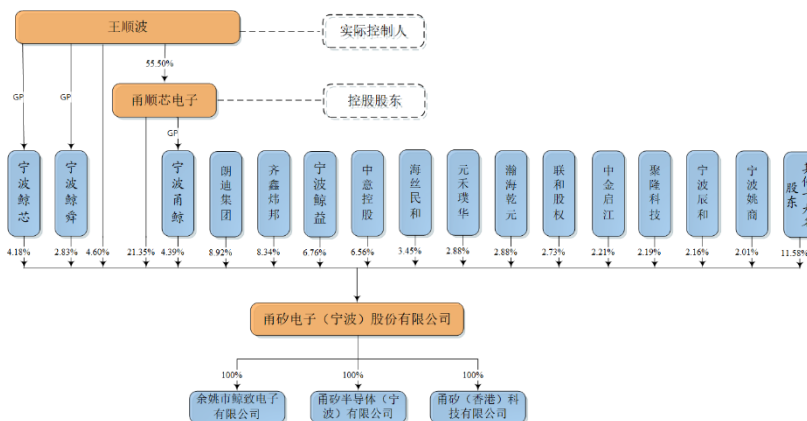 王顺波
实际控制人
55.50%
GP
GP
甬顺芯电子
控股股东
GP
宁波鲸芯
宁波鲸舜
宁波甬鲸
朗迪集团
齐鑫炜邦
宁波鲸益
中意控股
海丝民和
元禾璞华
瀚海乾元
联和股权
中金启江
聚隆科技
宁波辰和
宁波姚商
股东
4.18%
2.83%
4.60%
21.35%
4.39%
8.92%
8.34%
6.76%
6.56%
3.45%
2.88%
2.88%
2.73%
2.21%
2.19%
2.16%
2.01%
11.58%
甬矽电子（宁波）股份有限公司
100%
100%
100%
余姚市鲸致电子
有限公司
甬矽半导体（宁
波）有限公司
甬矽（香港）科
技有限公司